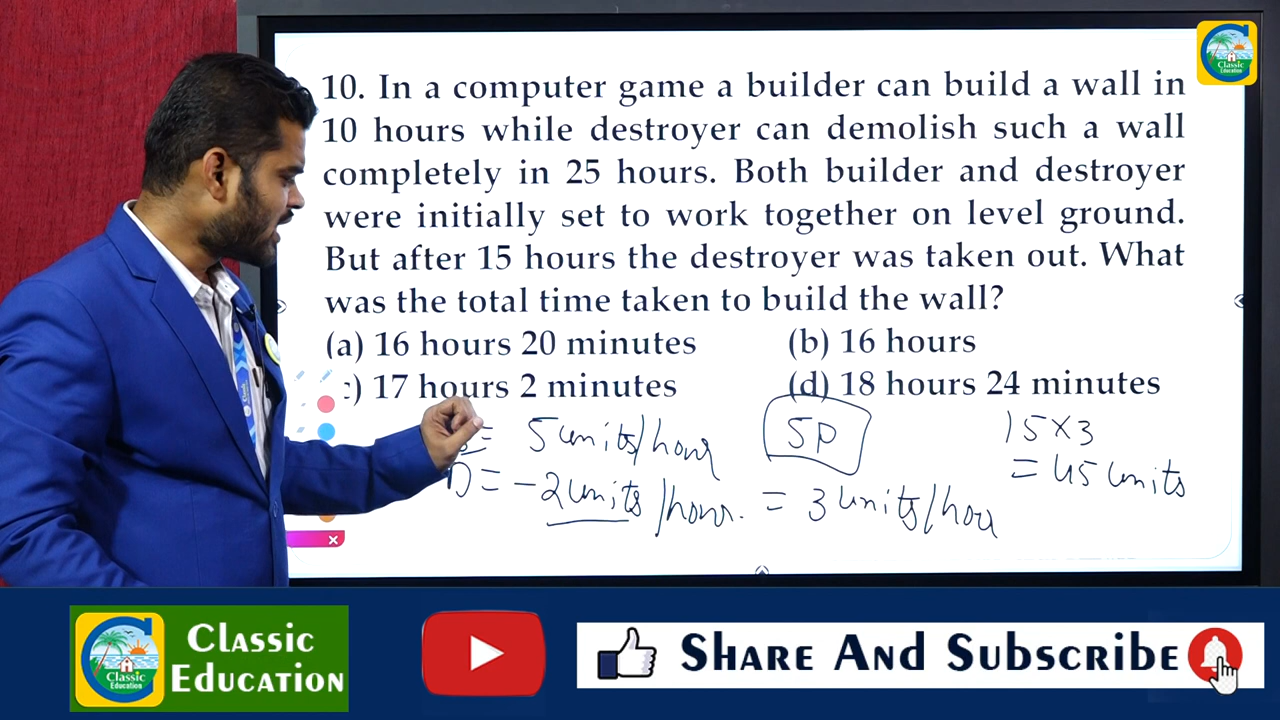 Classic
Education
10. In a computer game a builder can build a wall in
10 hours while destroyer can demolish such a wall
completely in 25 hours. Both builder and destroyer
were initially set to work together on level ground.
But after 15 hours the destroyer was taken out. What
was the total time taken to build the wall?
(a) 16 hours 20 minutes (b) 16 hours
c) 17 hours 2 minutes (d) 18 hours 24 minutes
= 5 units/hour 50 15 x 3
D = -2 units/hour. = 3 units/hou = 45 units
Classic
Education
Classic
Education
SHARE AND SUBSCRIBE